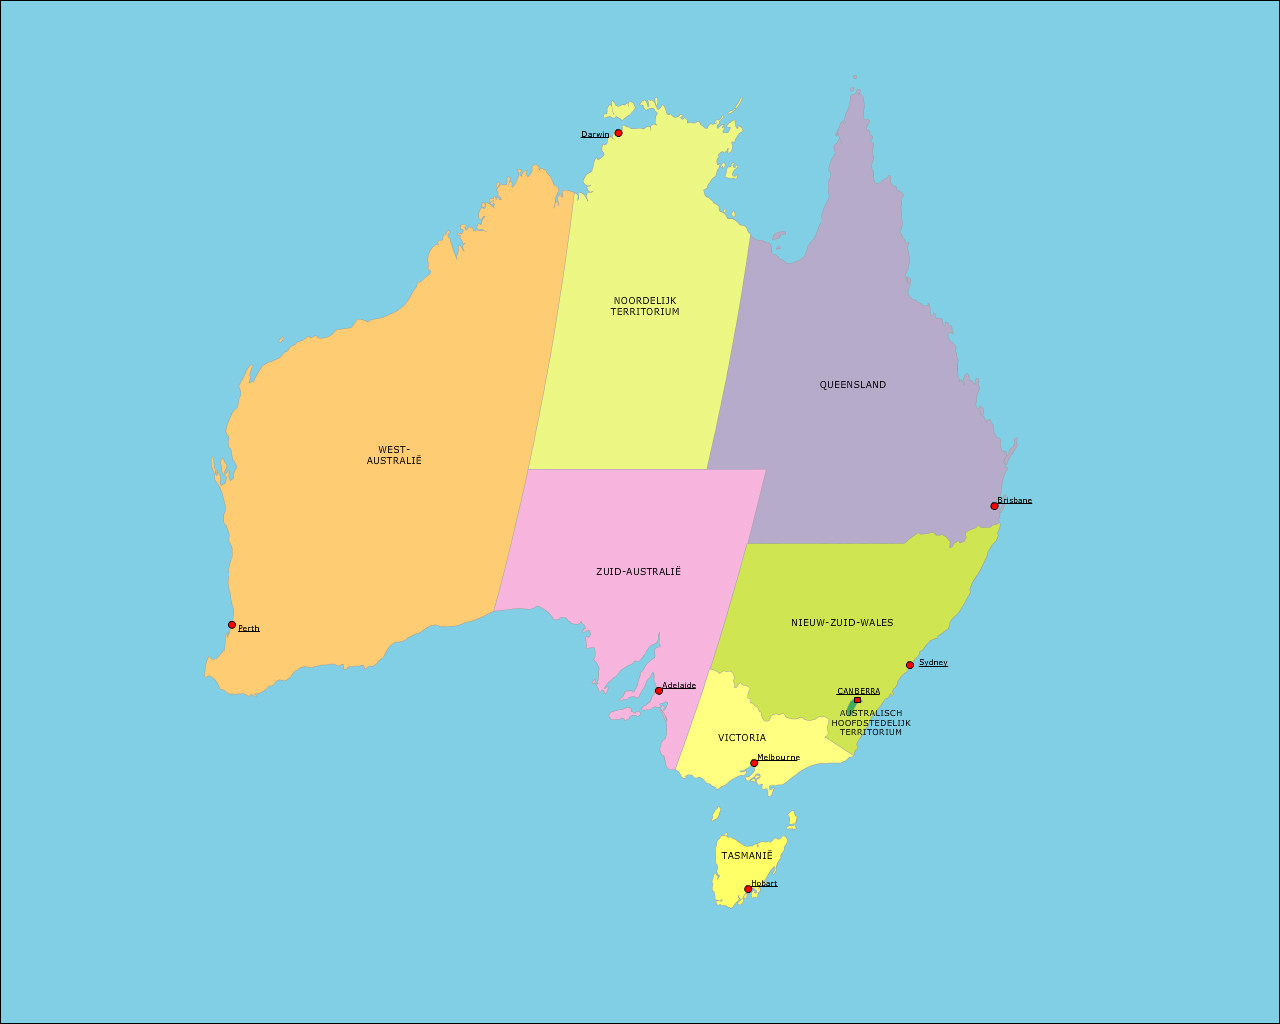 Darwin
NOORDELIJK
TERRITORIUM
QUEENSLAND
WEST-
AUSTRALIË
Brisbane
ZUID-AUSTRALIË
NIEUW-ZUID-WALES
Perth
Sydney
Adelaide
CANBERRA
AUSTRALISCH
HOOFDSTEDELIJK
TERRITORIUM
VICTORIA
Melbourne
TASMANIË
Hobart